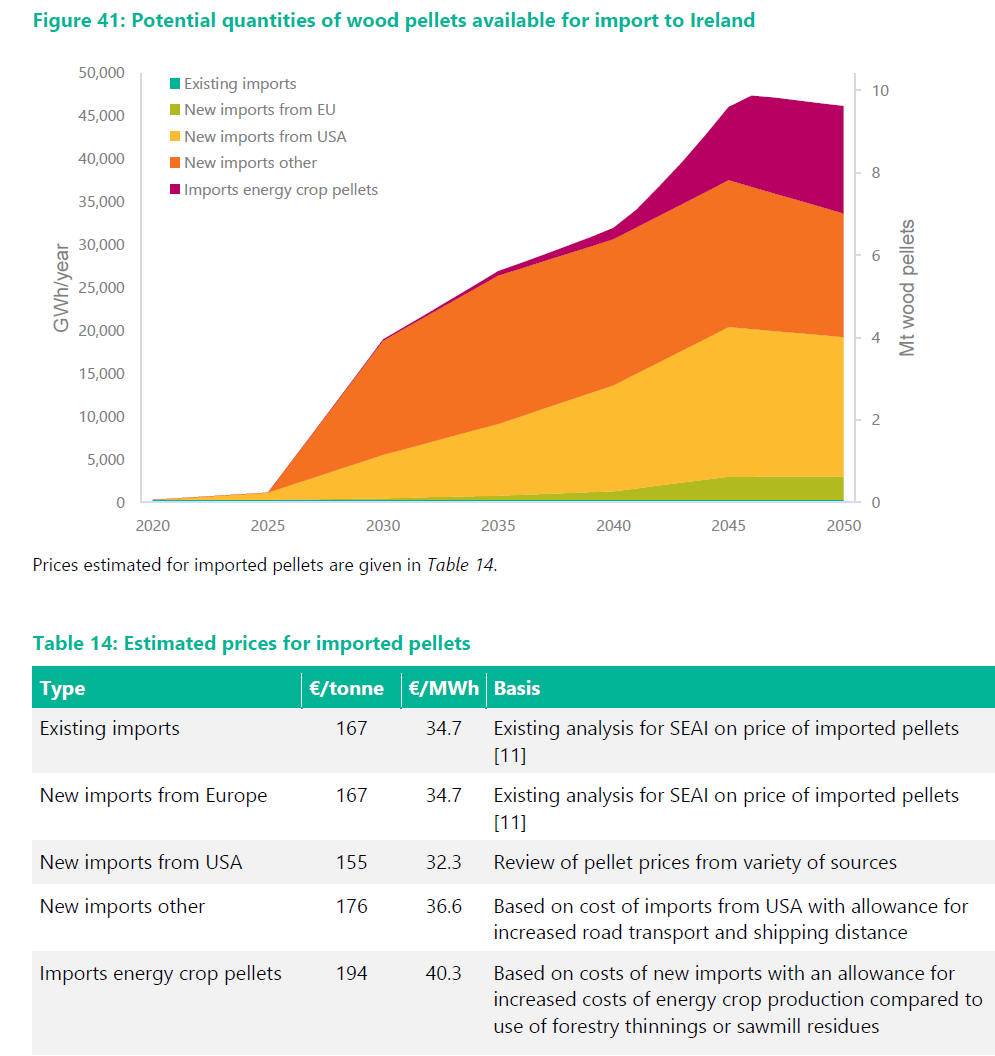 Figure 41: Potential quantities of wood pellets available for import to Ireland
50,000
45,000
40,000
35,000
30,000
25,000
20,000
15,000
10,000
5,000
0
GWh/year
Existing imports
New imports from EU
New imports from USA
New imports other
Imports energy crop pellets
10
8
6
4
2
0
Mt wood pellets
2020 2025 2030 2035 2040 2045 2050
Prices estimated for imported pellets are given in Table 14.
Table 14: Estimated prices for imported pellets
Type €/tonne €/MWh Basis
Existing imports 167 34.7 Existing analysis for SEAI on price of imported pellets
[11]
New imports from Europe 167 34.7 Existing analysis for SEAI on price of imported pellets
[11]
New imports from USA 155 32.3 Review of pellet prices from variety of sources
New imports other 176 36.6 Based on cost of imports from USA with allowance for
increased road transport and shipping distance
Imports energy crop pellets 194 40.3 Based on costs of new imports with an allowance for
increased costs of energy crop production compared to
use of forestry thinnings or sawmill residues